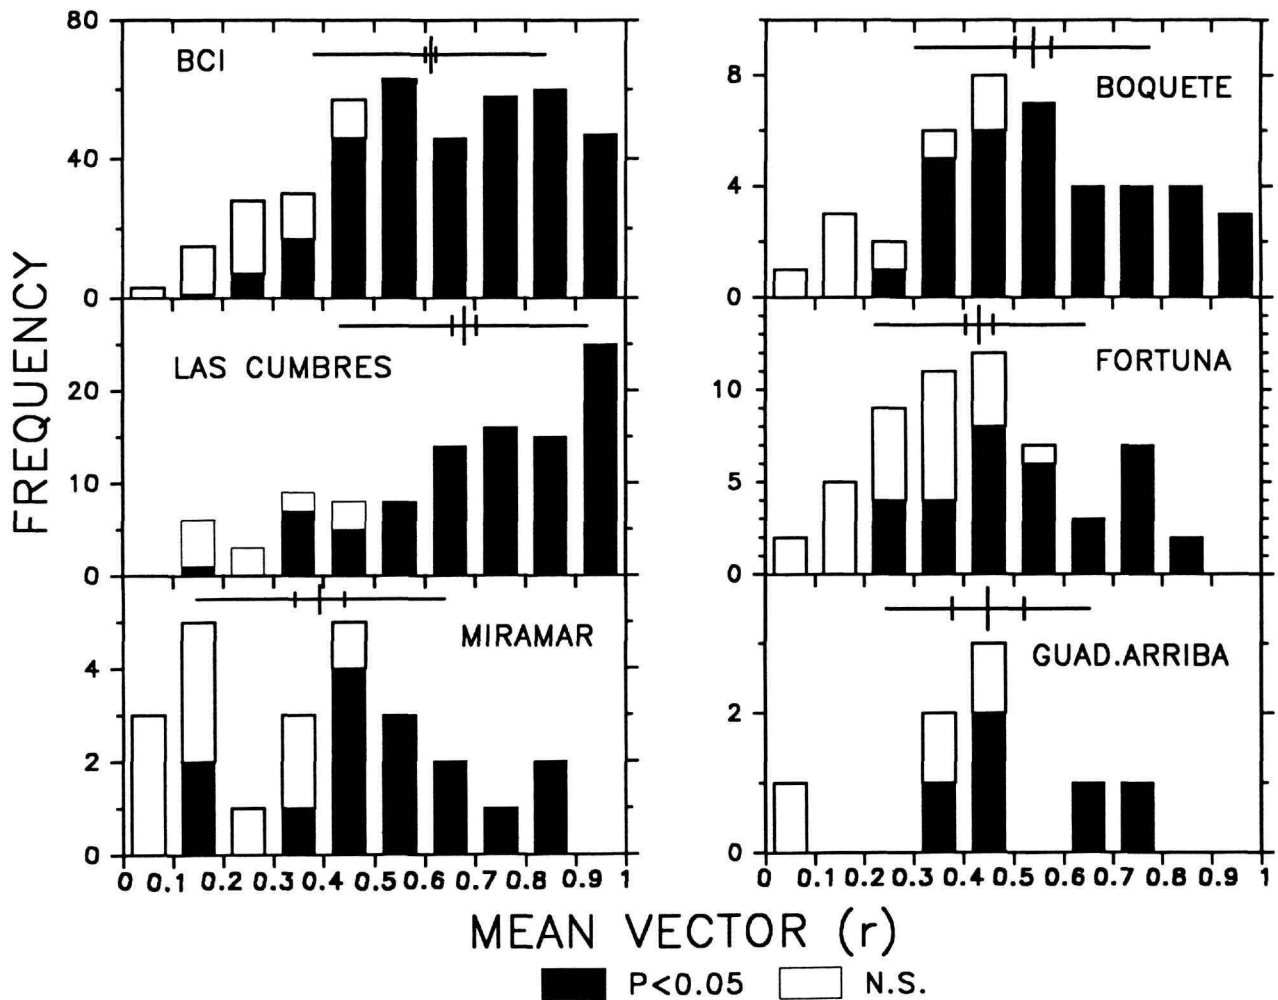 80
BCI
40
0
8
BOQUETE
4
0
FREQUENCY
LAS CUMBRES
20
10
0
FORTUNA
10
5
0
MIRAMAR
4
2
0
GUAD.ARRIBA
2
0
0 0.1 0.2 0.3 0.4 0.5 0.6 0.7 0.8 0.9 1
0 0.1 0.2 0.3 0.4 0.5 0.6 0.7 0.8 0.9 1
MEAN VECTOR (r)
P<0.05 N.S.